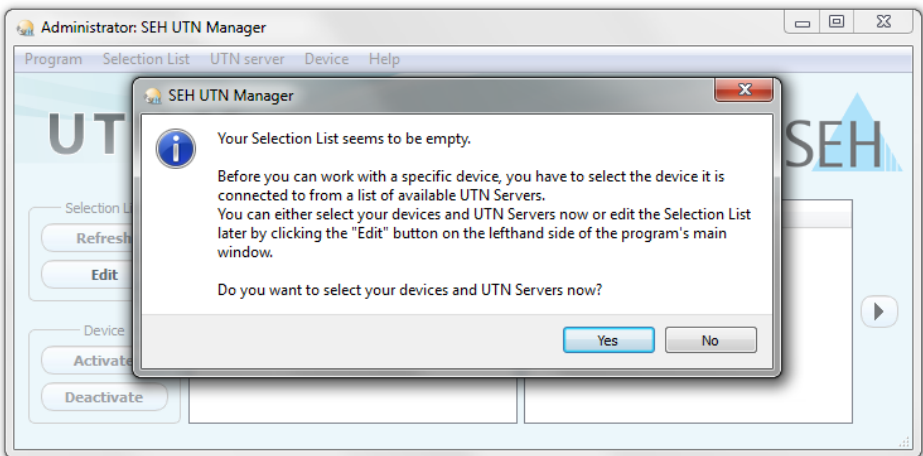 Administrator: SEH UTN Manager
Program Selection List UTN server Device Help
SEH UTN Manager
UT
SEH
Your Selection List seems to be empty.
Before you can work with a specific device, you have to select the device it is
connected to from a list of available UTN Servers.
You can either select your devices and UTN Servers now or edit the Selection List
later by clicking the "Edit" button on the lefthand side of the program's main
window.
Do you want to select your devices and UTN Servers now?
Yes
No
Selection Li
Refresh
Edit
Device
Activate
Deactivate